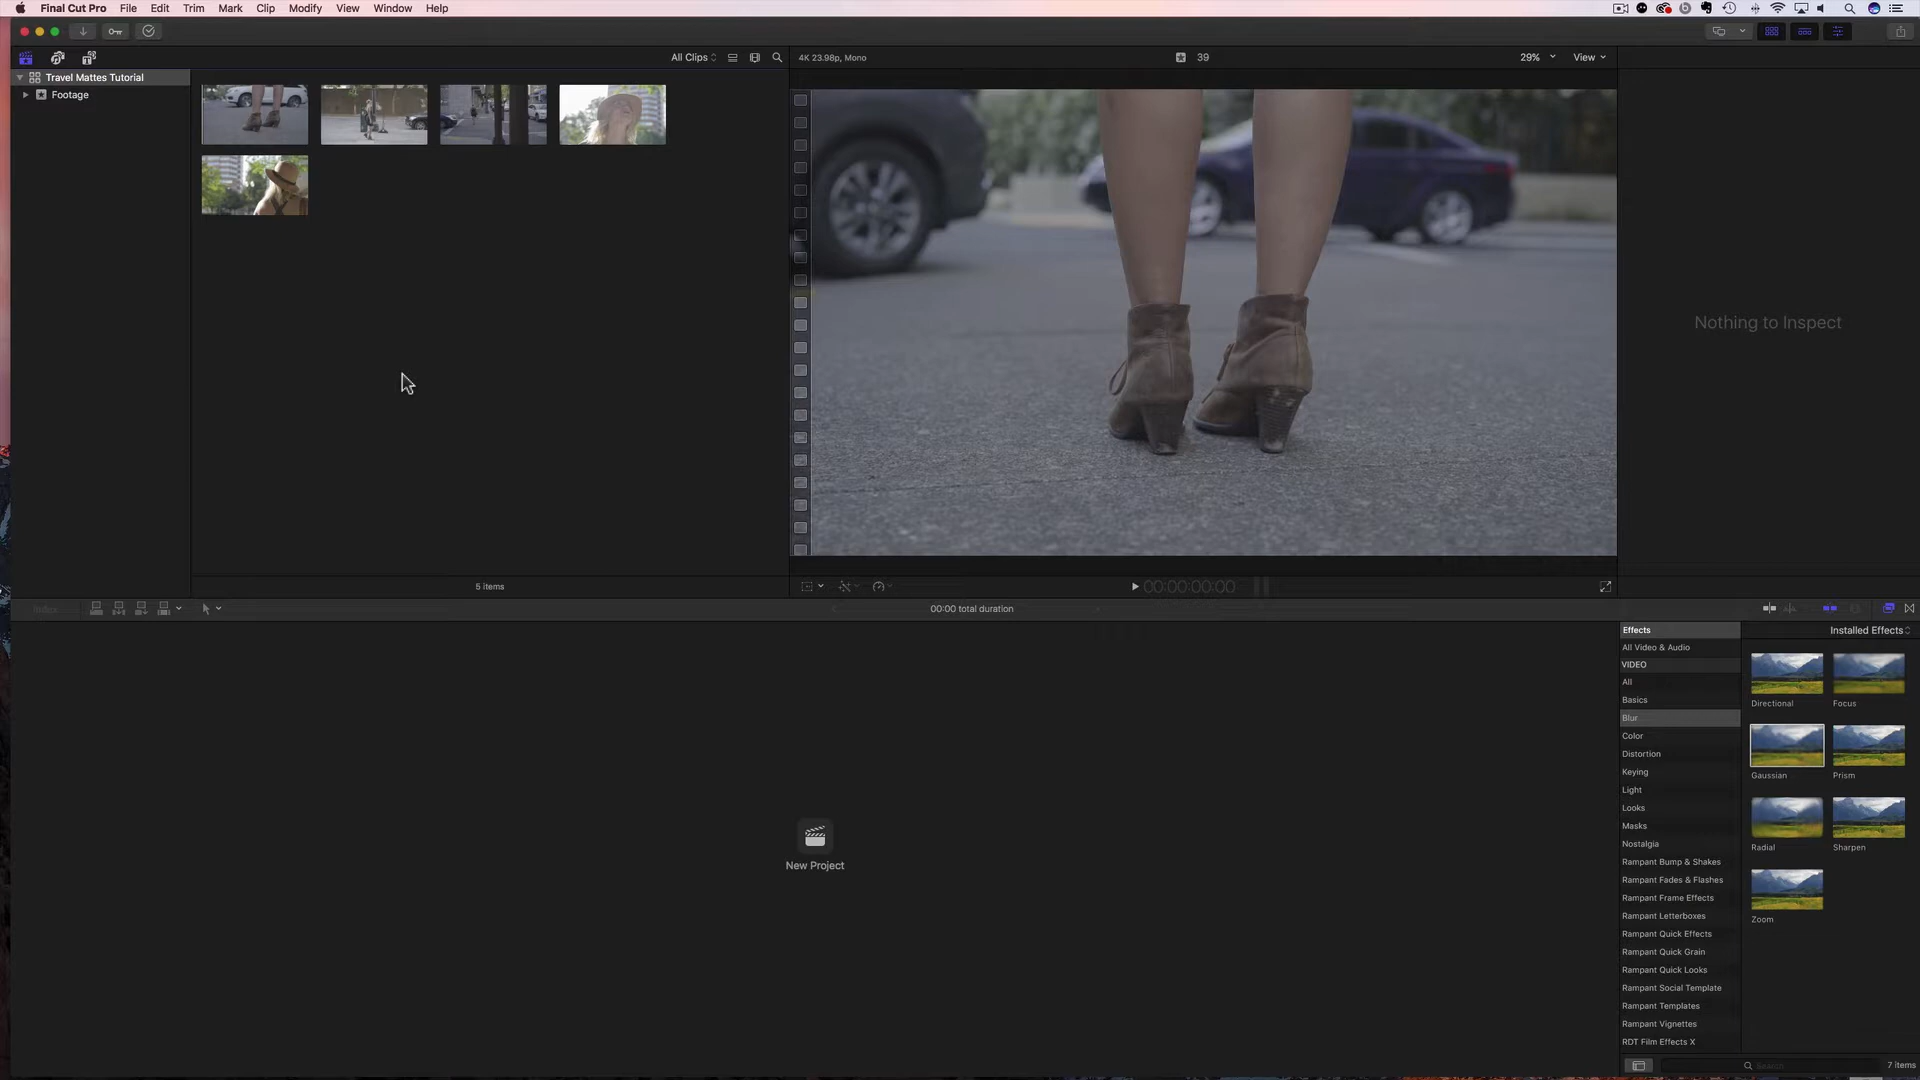 Final Cut Pro File Edit Trim Mark Clip Modify View Window Help
All Clips 4K 23.98p, Mono 39 29% View
Travel Mattes Tutorial
Footage
Nothing to Inspect
5 items 00:00:00:00
Index 00:00 total duration
Effects Installed Effects
All Video & Audio
VIDEO
All
Basics
Blur
Color
Distortion
Keying
Light
Looks
Masks
Nostalgia
Rampant Bump & Shakes
Rampant Fades & Flashes
Rampant Frame Effects
Rampant Letterboxes
Rampant Quick Effects
Rampant Quick Grain
Rampant Quick Looks
Rampant Social Template
Rampant Templates
Rampant Vignettes
RDT Film Effects X
Directional Focus
Gaussian Prism
Radial Sharpen
Zoom
New Project
Search 7 items